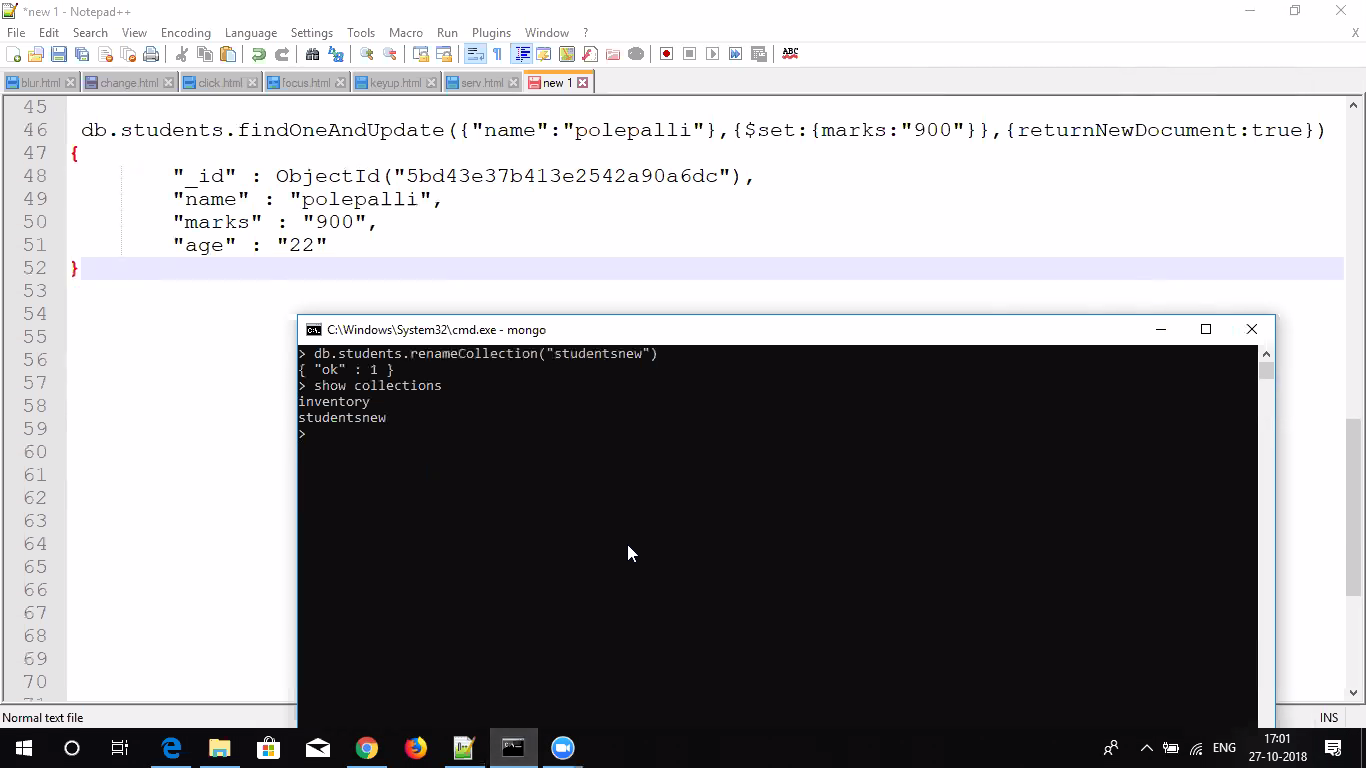 *new 1 - Notepad++
File Edit Search View Encoding Language Settings Tools Macro Run Plugins Window ? X
ABC
blur.html change.html click.html focus.html keyup.html serv.html new 1
45
46 db.students.findOneAndUpdate({"name":"polepalli"},{$set:{marks:"900"}},{returnNewDocument:true})
47 {
48 "_id" : ObjectId("5bd43e37b413e2542a90a6dc"),
49 "name" : "polepalli",
50 "marks" : "900",
51 "age" : "22"
52 }
53
54
55
56
57
58
59
60
61
62
63
64
65
66
67
68
69
70
C:\Windows\System32\cmd.exe - mongo
> db.students.renameCollection("studentsnew")
{ "ok" : 1 }
> show collections
inventory
studentsnew
>
Normal text file INS
ENG 17:01
27-10-2018